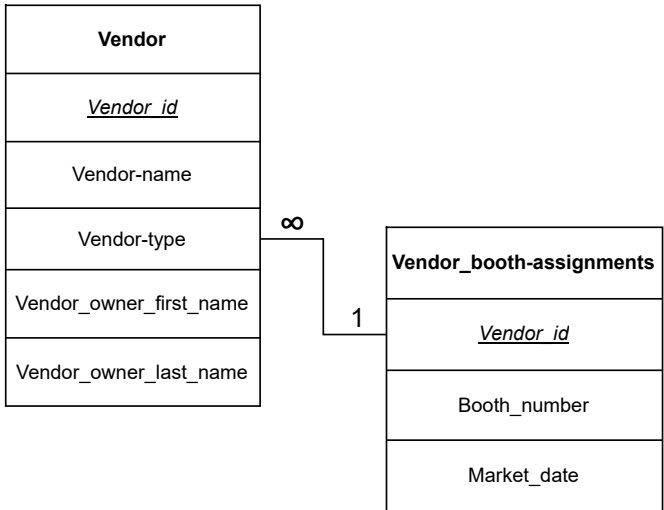 Vendor
Vendor_id
Vendor-name
Vendor-type
Vendor_owner_first_name
Vendor_owner_last_name
∞
1
Vendor_booth-assignments
Vendor_id
Booth_number
Market_date